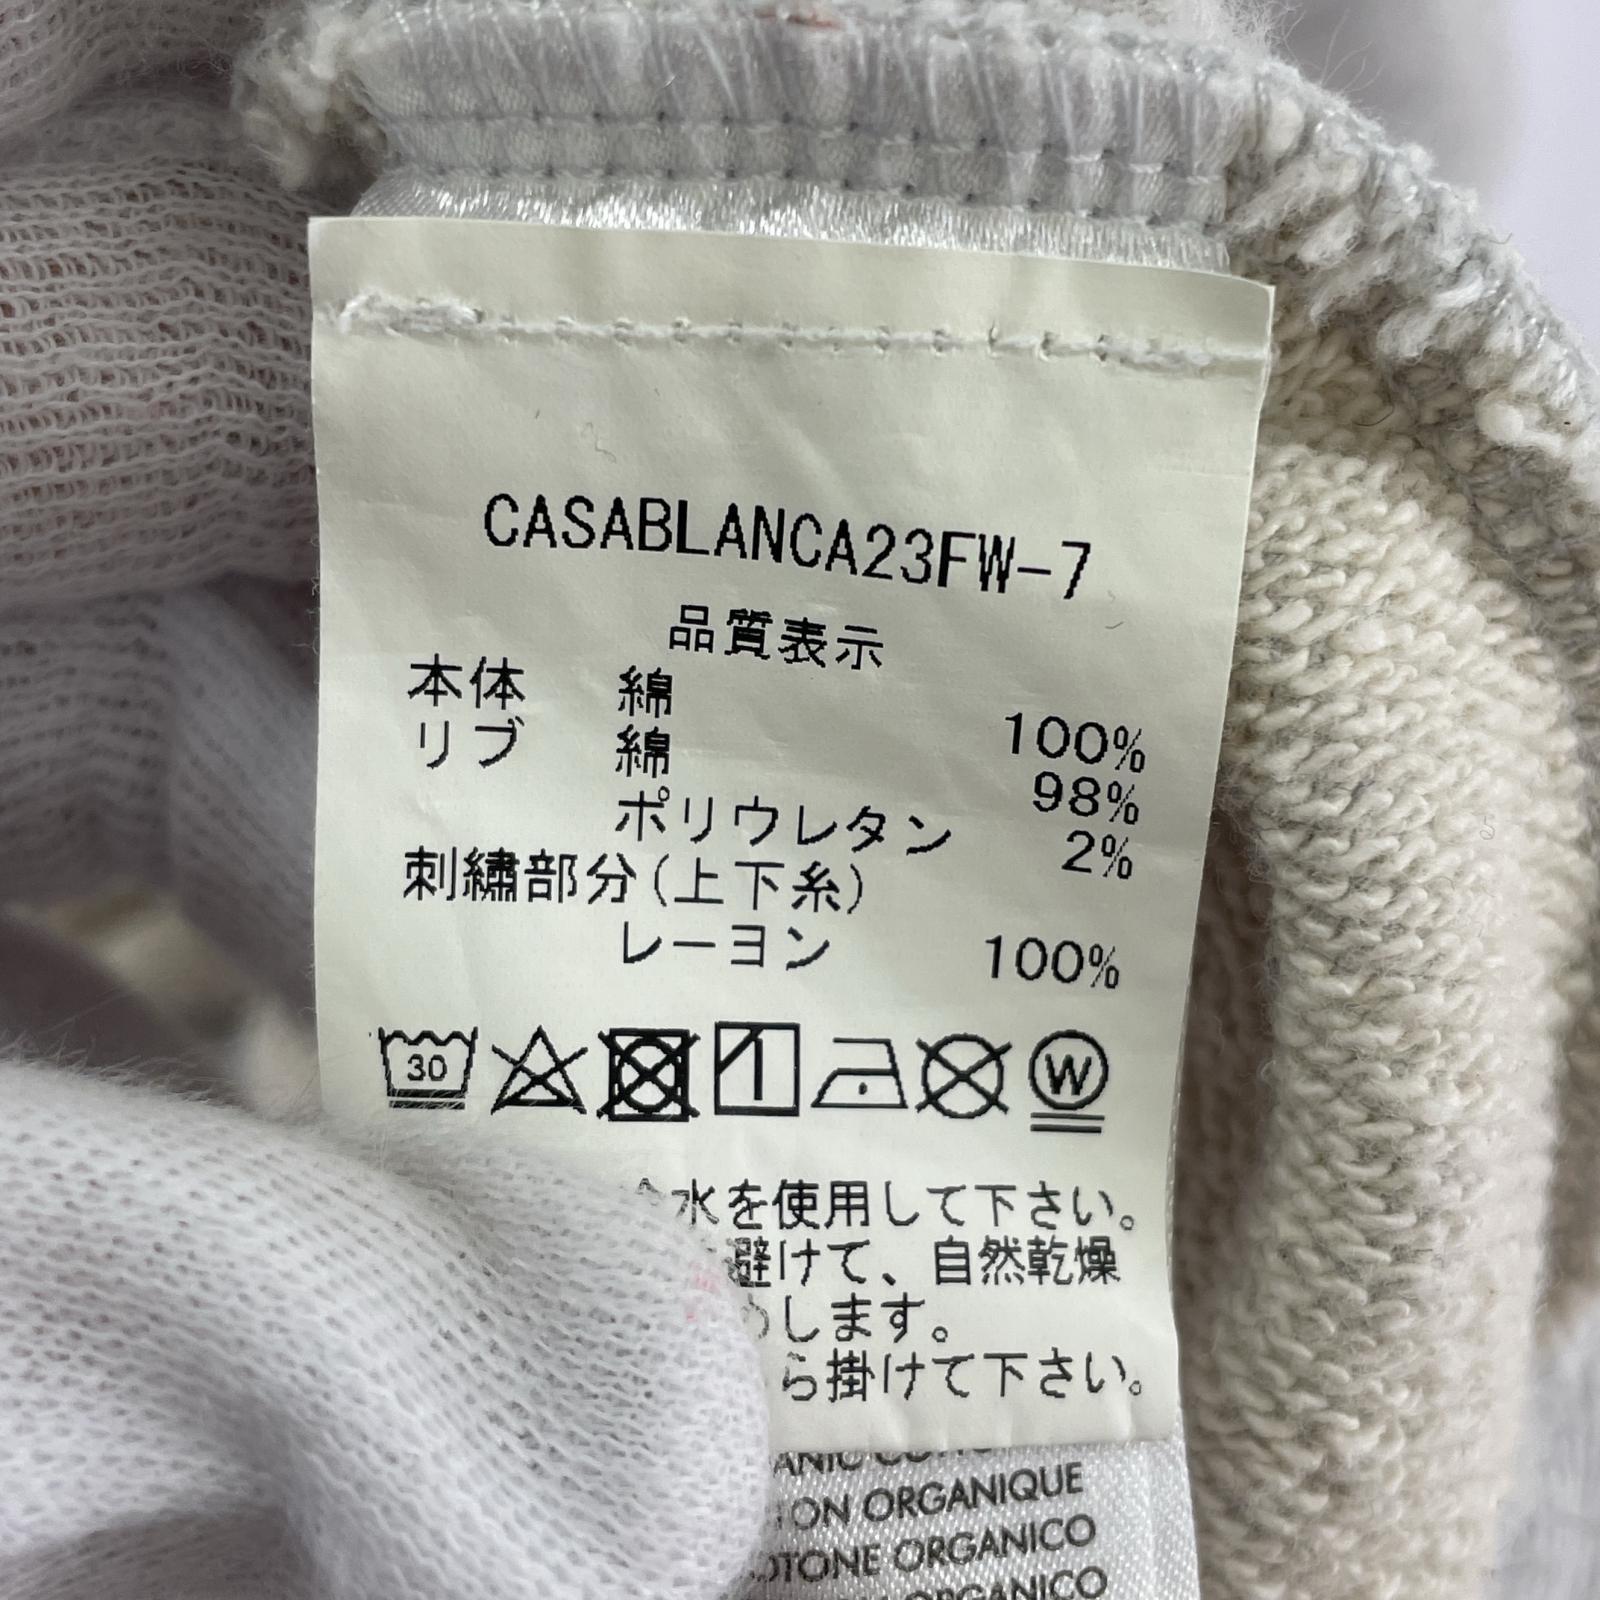 CASABLANCA23FW-7
品質表示
本体 綿 100%
リブ 綿 98%
ポリウレタン 2%
刺繍部分(上下糸)
レーヨン 100%
30
W
水を使用して下さい。
避けて、自然乾燥
します。
ら掛けて下さい。
ORGANIQUE
ORGANICO
ORGANICO